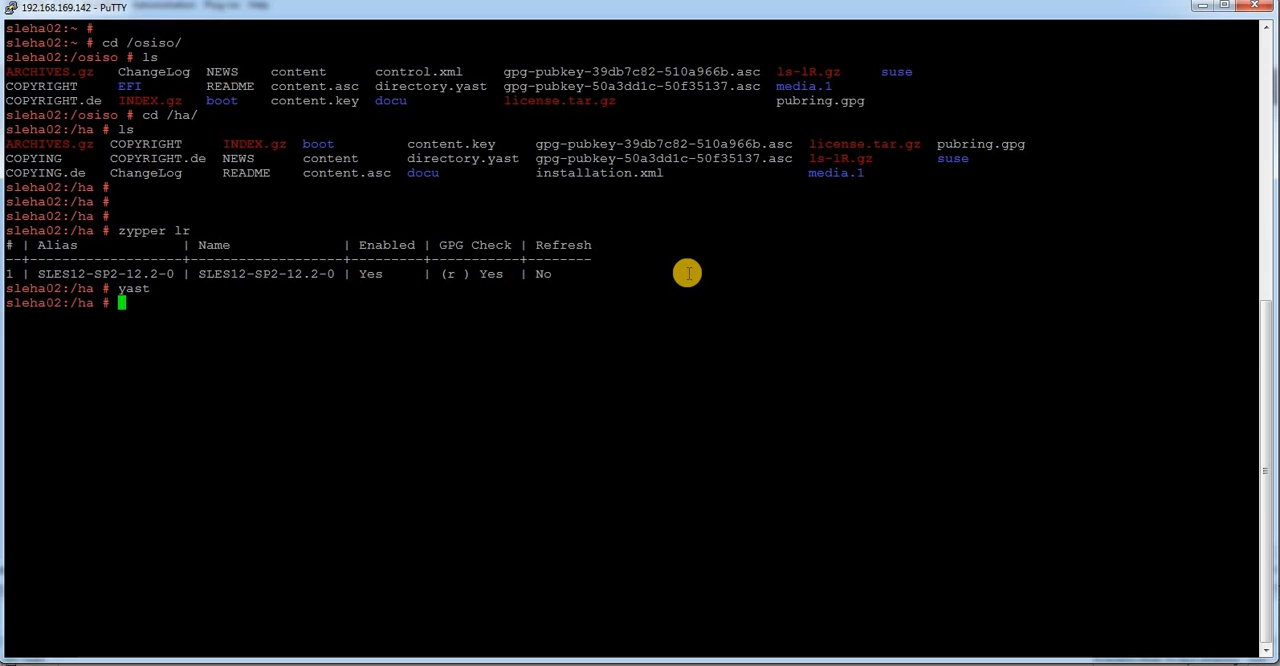 192.168.169.142 - PuTTY
sleha02:~ #
sleha02:~ # cd /osiso/
sleha02:/osiso # ls
ARCHIVES.gz ChangeLog NEWS content control.xml gpg-pubkey-39db7c82-510a966b.asc ls-lR.gz suse
COPYRIGHT EFI README content.asc directory.yast gpg-pubkey-50a3dd1c-50f35137.asc media.1
COPYRIGHT.de INDEX.gz boot content.key docu license.tar.gz pubring.gpg
sleha02:/osiso # cd /ha/
sleha02:/ha # ls
ARCHIVES.gz COPYRIGHT INDEX.gz boot content.key gpg-pubkey-39db7c82-510a966b.asc license.tar.gz pubring.gpg
COPYING COPYRIGHT.de NEWS content directory.yast gpg-pubkey-50a3dd1c-50f35137.asc ls-lR.gz suse
COPYING.de ChangeLog README content.asc docu installation.xml media.1
sleha02:/ha #
sleha02:/ha #
sleha02:/ha #
sleha02:/ha # zypper lr
# | Alias | Name | Enabled | GPG Check | Refresh
--+-------------------+-------------------+---------+-----------+--------
1 | SLES12-SP2-12.2-0 | SLES12-SP2-12.2-0 | Yes | (r ) Yes | No
sleha02:/ha # yast
sleha02:/ha #